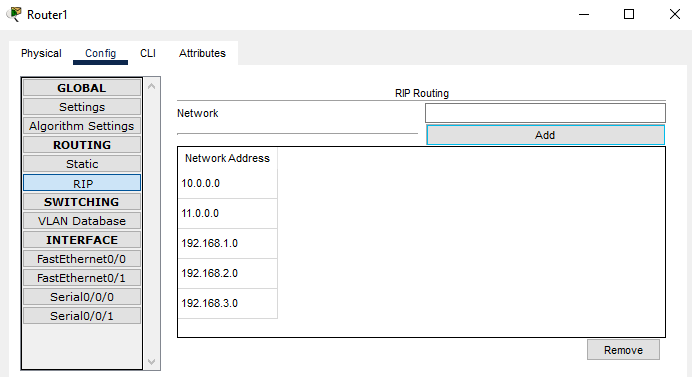 Router1
Physical Config CLI Attributes
GLOBAL
Settings
Algorithm Settings
ROUTING
Static
RIP
SWITCHING
VLAN Database
INTERFACE
FastEthernet0/0
FastEthernet0/1
Serial0/0/0
Serial0/0/1
RIP Routing
Network
Add
Network Address
10.0.0.0
11.0.0.0
192.168.1.0
192.168.2.0
192.168.3.0
Remove